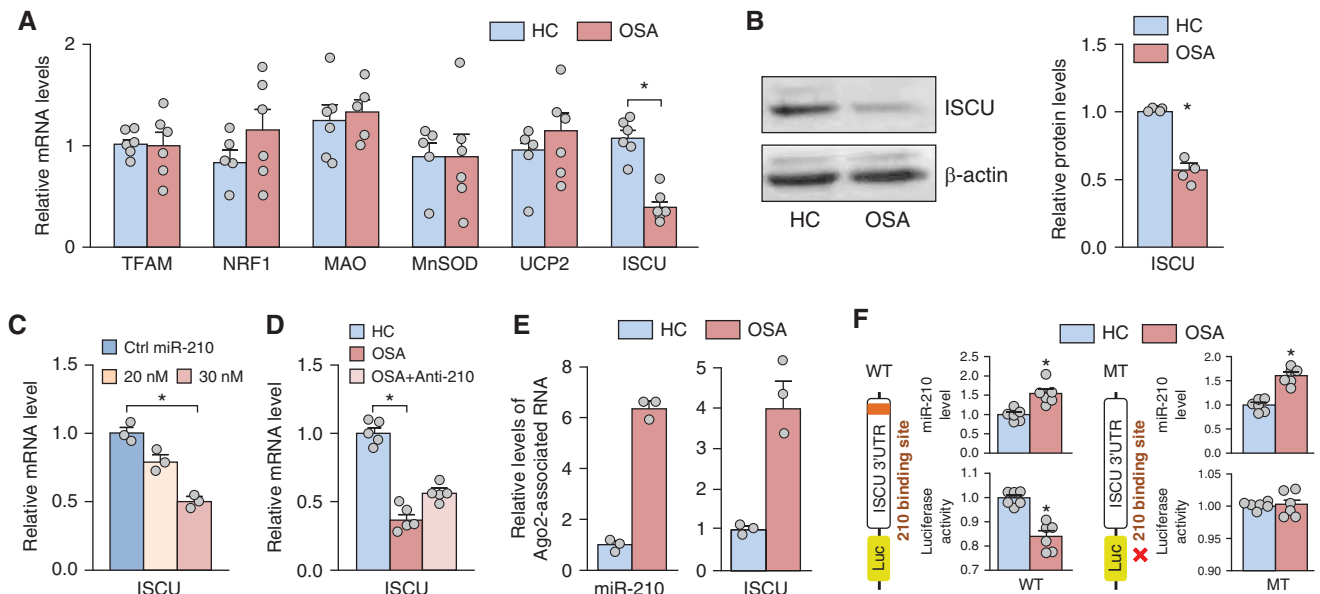 A
HC
OSA
Relative mRNA levels
2
1
0
*
TFAM
NRF1
MAO
MnSOD
UCP2
ISCU
B
ISCU
β-actin
HC
OSA
HC
OSA
Relative protein levels
1.0
0.5
0.0
*
ISCU
C
Ctrl miR-210
20 nM
30 nM
Relative mRNA level
1.5
1.0
0.5
0.0
*
ISCU
D
HC
OSA
OSA+Anti-210
Relative mRNA level
1.5
1.0
0.5
0.0
*
ISCU
E
HC
OSA
Relative levels of
Ago2-associated RNA
8
6
4
2
0
miR-210
5
4
3
2
1
0
ISCU
F
HC
OSA
WT
ISCU 3'UTR
Luc
210 binding site
miR-210
level
2.5
2.0
1.5
1.0
0.5
0.0
*
Luciferase
activity
1.1
1.0
0.9
0.8
0.7
*
WT
MT
ISCU 3'UTR
Luc
210 binding site
miR-210
level
2.0
1.5
1.0
0.5
0.0
*
Luciferase
activity
1.05
1.00
0.95
0.90
MT